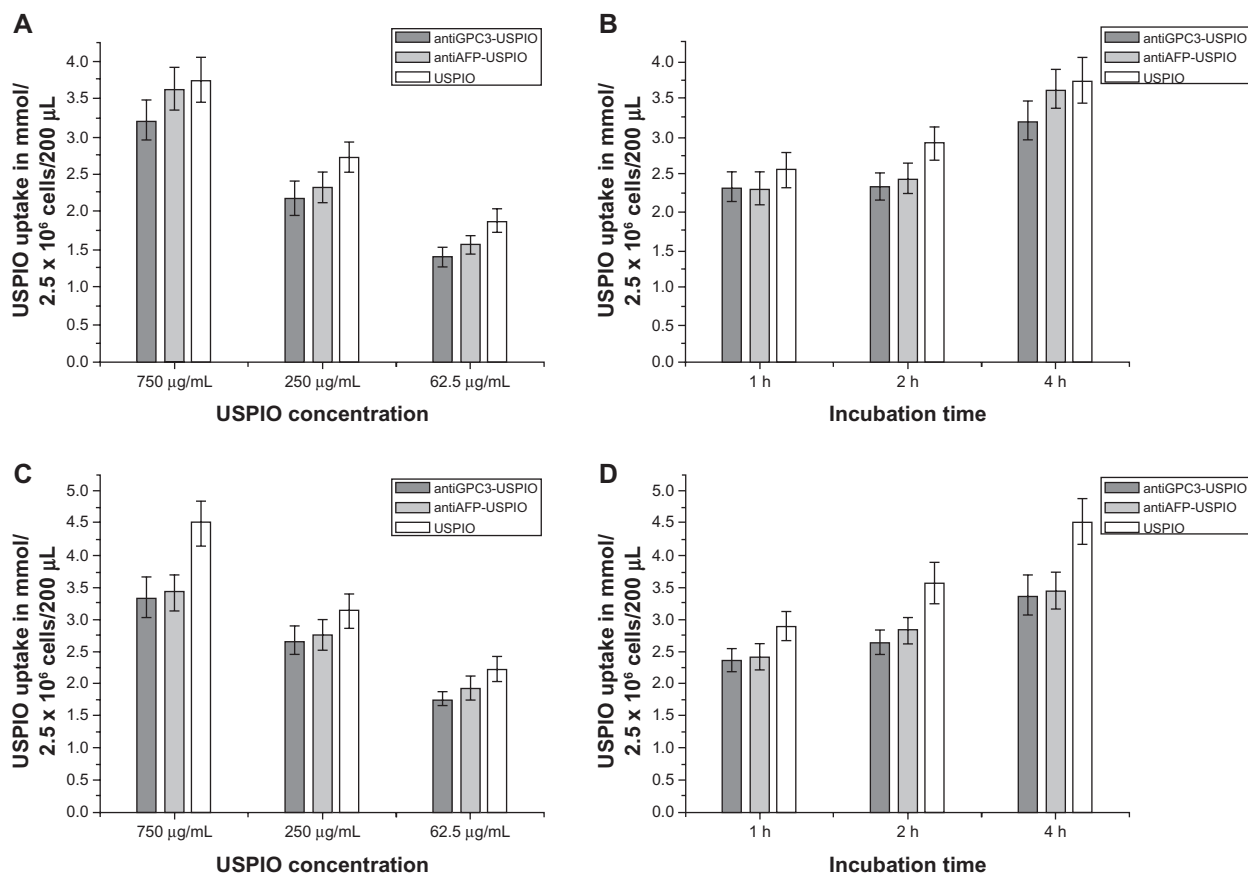 A
antiGPC3-USPIO
antiAFP-USPIO
USPIO
USPIO uptake in mmol/
2.5 x 10⁶ cells/200 μL
4.0
3.5
3.0
2.5
2.0
1.5
1.0
0.5
0.0
750 μg/mL 250 μg/mL 62.5 μg/mL
USPIO concentration
B
antiGPC3-USPIO
antiAFP-USPIO
USPIO
USPIO uptake in mmol/
2.5 x 10⁶ cells/200 μL
4.0
3.5
3.0
2.5
2.0
1.5
1.0
0.5
0.0
1 h 2 h 4 h
Incubation time
C
antiGPC3-USPIO
antiAFP-USPIO
USPIO
USPIO uptake in mmol/
2.5 x 10⁶ cells/200 μL
5.0
4.5
4.0
3.5
3.0
2.5
2.0
1.5
1.0
0.5
0.0
750 μg/mL 250 μg/mL 62.5 μg/mL
USPIO concentration
D
antiGPC3-USPIO
antiAFP-USPIO
USPIO
USPIO uptake in mmol/
2.5 x 10⁶ cells/200 μL
5.0
4.5
4.0
3.5
3.0
2.5
2.0
1.5
1.0
0.5
0.0
1 h 2 h 4 h
Incubation time